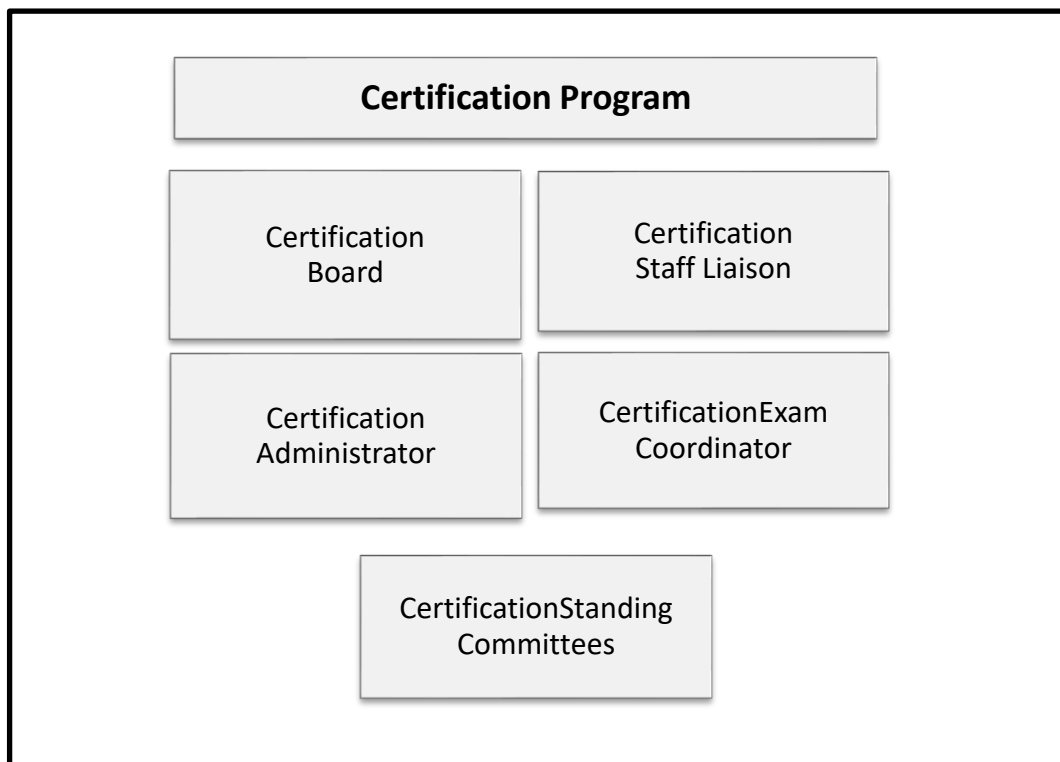 Certification Program
Certification
Board
Certification
Staff Liaison
Certification
Administrator
CertificationExam
Coordinator
CertificationStanding
Committees